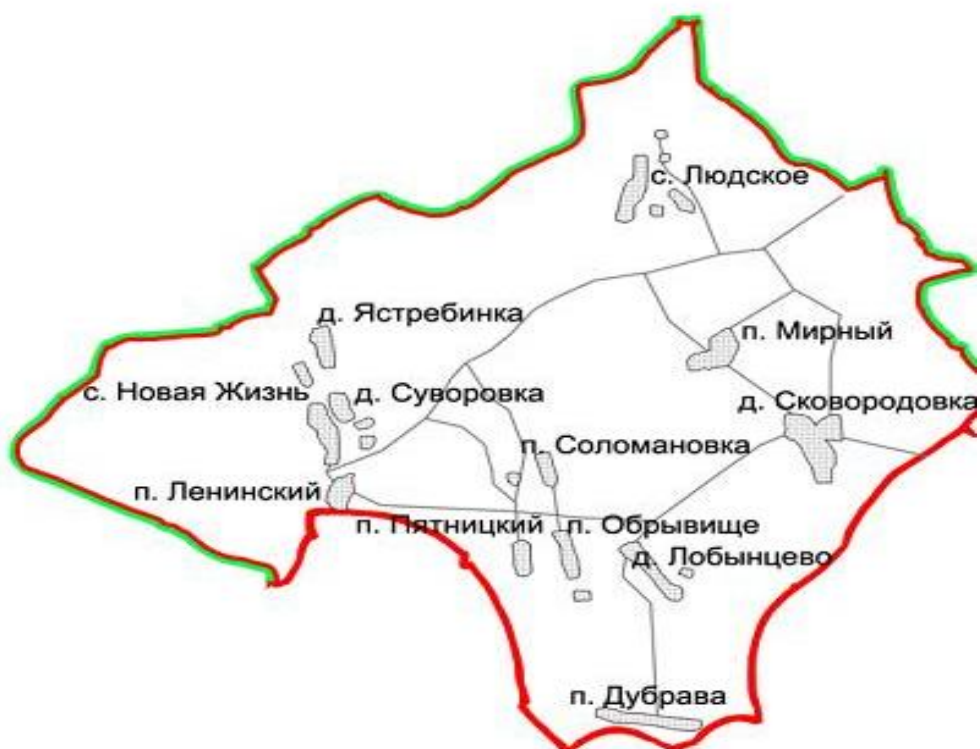 с. Людское
д. Ястребинка
п. Мирный
с. Новая Жизнь
д. Суворовка
д. Сковородовка
п. Соломановка
п. Ленинский
п. Пятницкий
п. Обрывище
д. Лобынцево
п. Дубрава